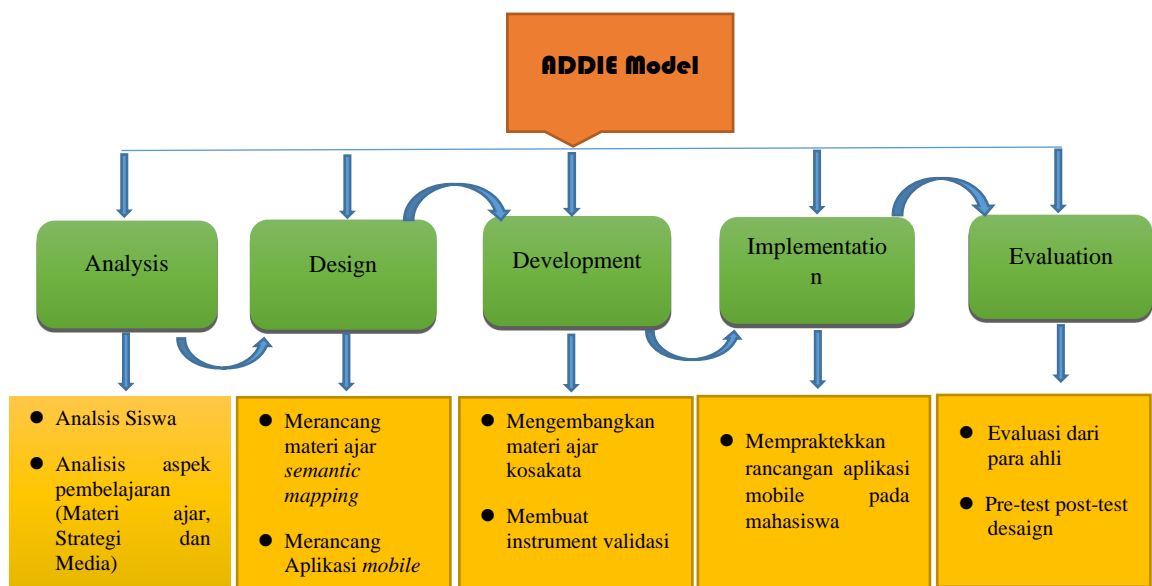 ADDIE Model
Analysis
Design
Development
Implementatio
n
Evaluation
● Analsis Siswa
● Analisis aspek
pembelajaran
(Materi ajar,
Strategi dan
Media)
● Merancang
materi ajar
semantic
mapping
● Merancang
Aplikasi mobile
● Mengembangkan
materi ajar
kosakata
● Membuat
instrument validasi
● Mempraktekkan
rancangan aplikasi
mobile pada
mahasiswa
● Evaluasi dari
para ahli
● Pre-test post-test
desaign